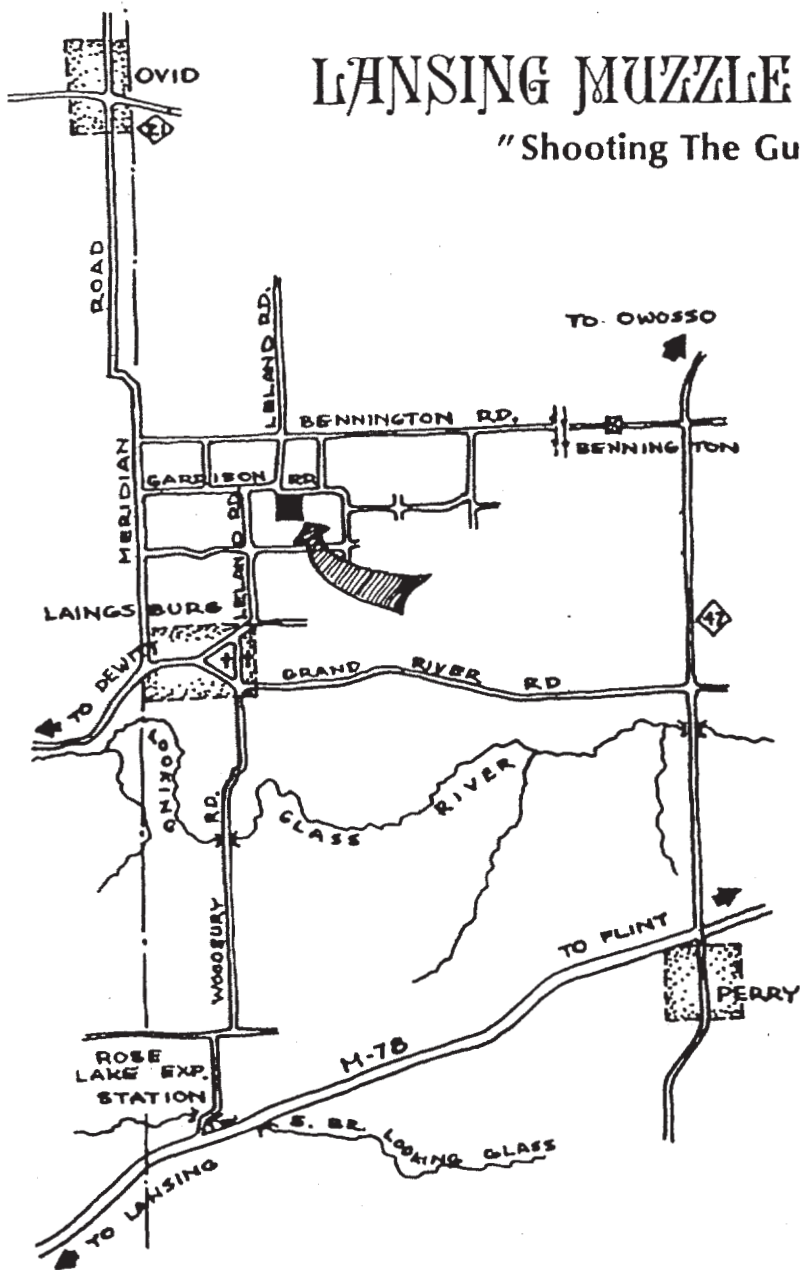 LANSING MUZZLE
"Shooting The Gu
OVID
21
ROAD
LELAND RD.
TO OWOSSO
BENNINGTON RD.
BENNINGTON
GARRISON RD
MERIDIAN
LELAND RD
LAINGSBURG
47
TO DEWITT
GRAND RIVER RD
LOOKING
GLASS
RIVER
WOODBURY RD.
TO FLINT
PERRY
M-78
ROSE
LAKE EXP.
STATION
S. BR. LOOKING GLASS
TO LANSING